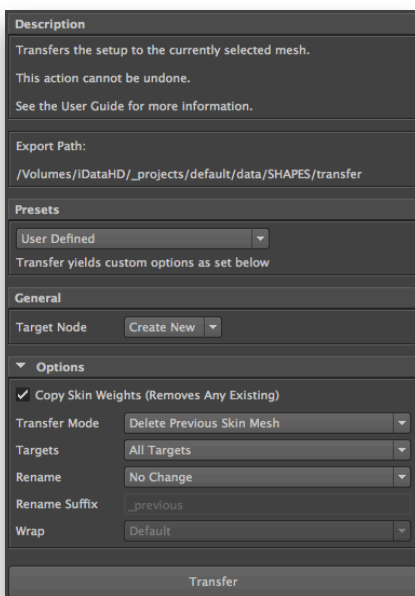 Description
Transfers the setup to the currently selected mesh.
This action cannot be undone.
See the User Guide for more information.
Export Path:
/Volumes/iDataHD/_projects/default/data/SHAPES/transfer
Presets
User Defined
Transfer yields custom options as set below
General
Target Node Create New
Options
Copy Skin Weights (Removes Any Existing)
Transfer Mode Delete Previous Skin Mesh
Targets All Targets
Rename No Change
Rename Suffix _previous
Wrap Default
Transfer